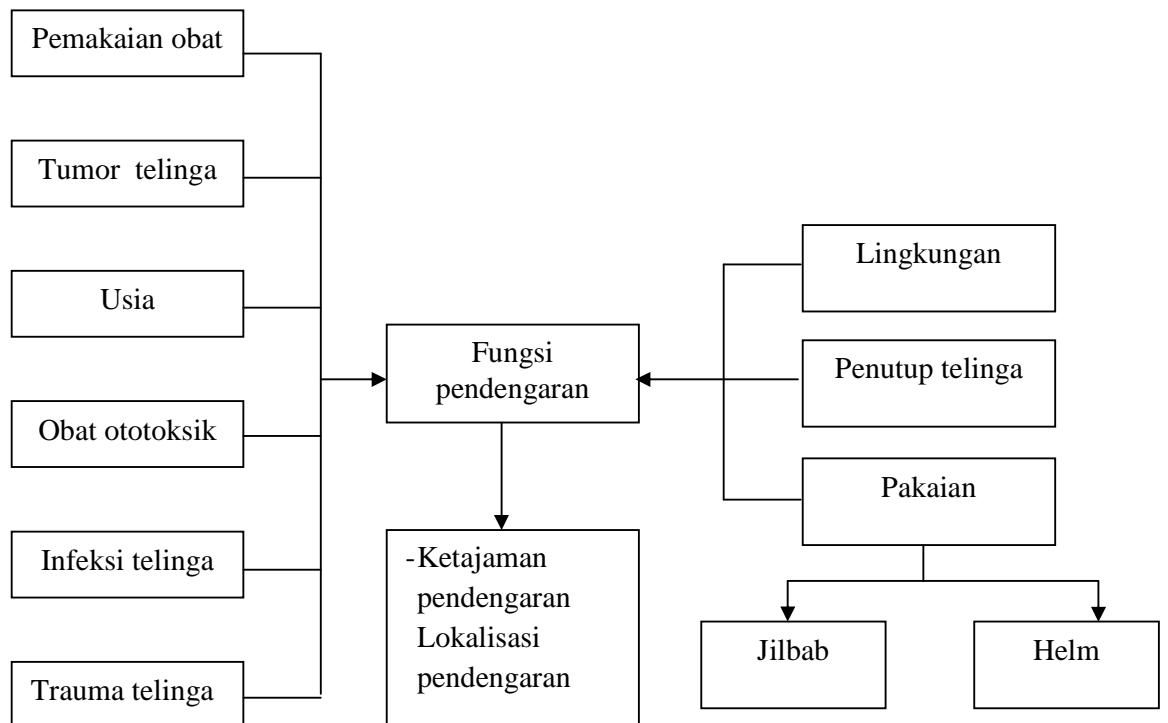 Pemakaian obat
Tumor telinga
Usia
Obat ototoksik
Infeksi telinga
Trauma telinga
Fungsi
pendengaran
-Ketajaman
pendengaran
Lokalisasi
pendengaran
Lingkungan
Penutup telinga
Pakaian
Jilbab
Helm